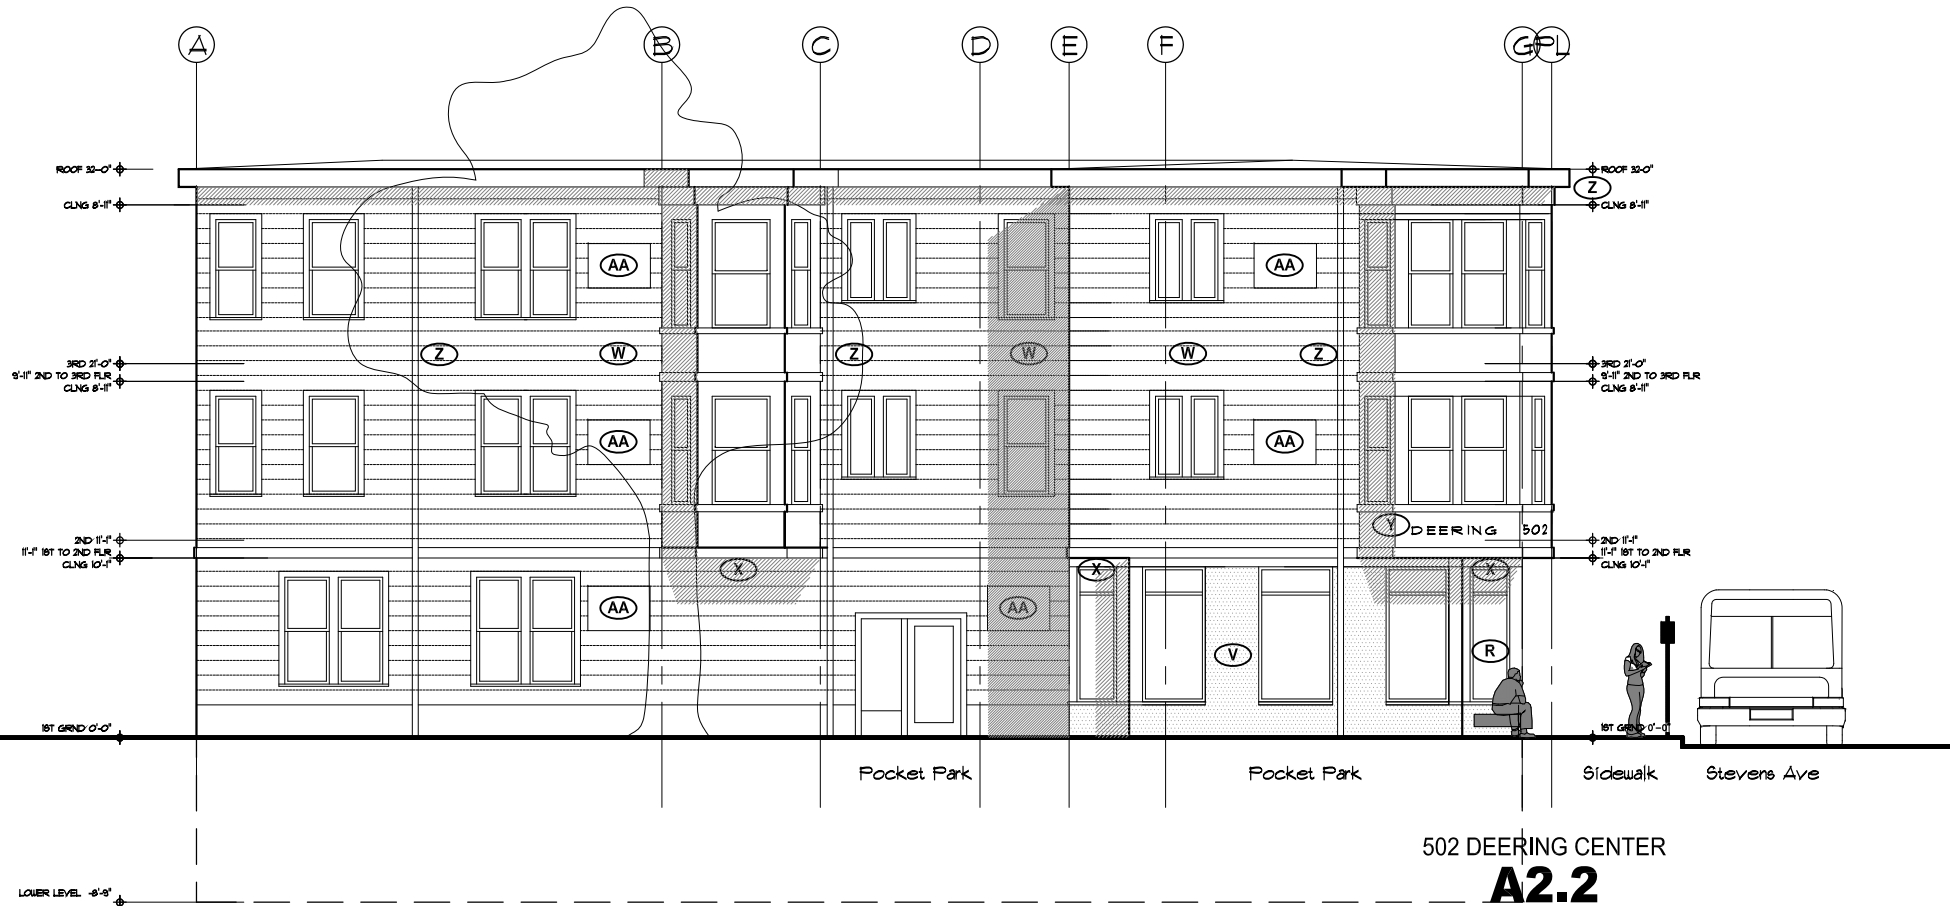 A B C D E F G PL
ROOF 32'-0"
CLNG 8'-11"
3RD 21'-0"
9'-11" 2ND TO 3RD FLR
CLNG 8'-11"
2ND 11'-1"
11'-1" 1ST TO 2ND FLR
CLNG 10'-1"
1ST GRND 0'-0"
LOWER LEVEL -8'-9"
ROOF 32'-0"
Z
CLNG 8'-11"
AA AA
Z W Z W W Z
3RD 21'-0"
9'-11" 2ND TO 3RD FLR
CLNG 8'-11"
AA AA
Y DEERING 502
2ND 11'-1"
11'-1" 1ST TO 2ND FLR
CLNG 10'-1"
X X X
AA AA
V R
1ST GRND 0'-0"
Pocket Park Pocket Park Sidewalk Stevens Ave
502 DEERING CENTER
A2.2